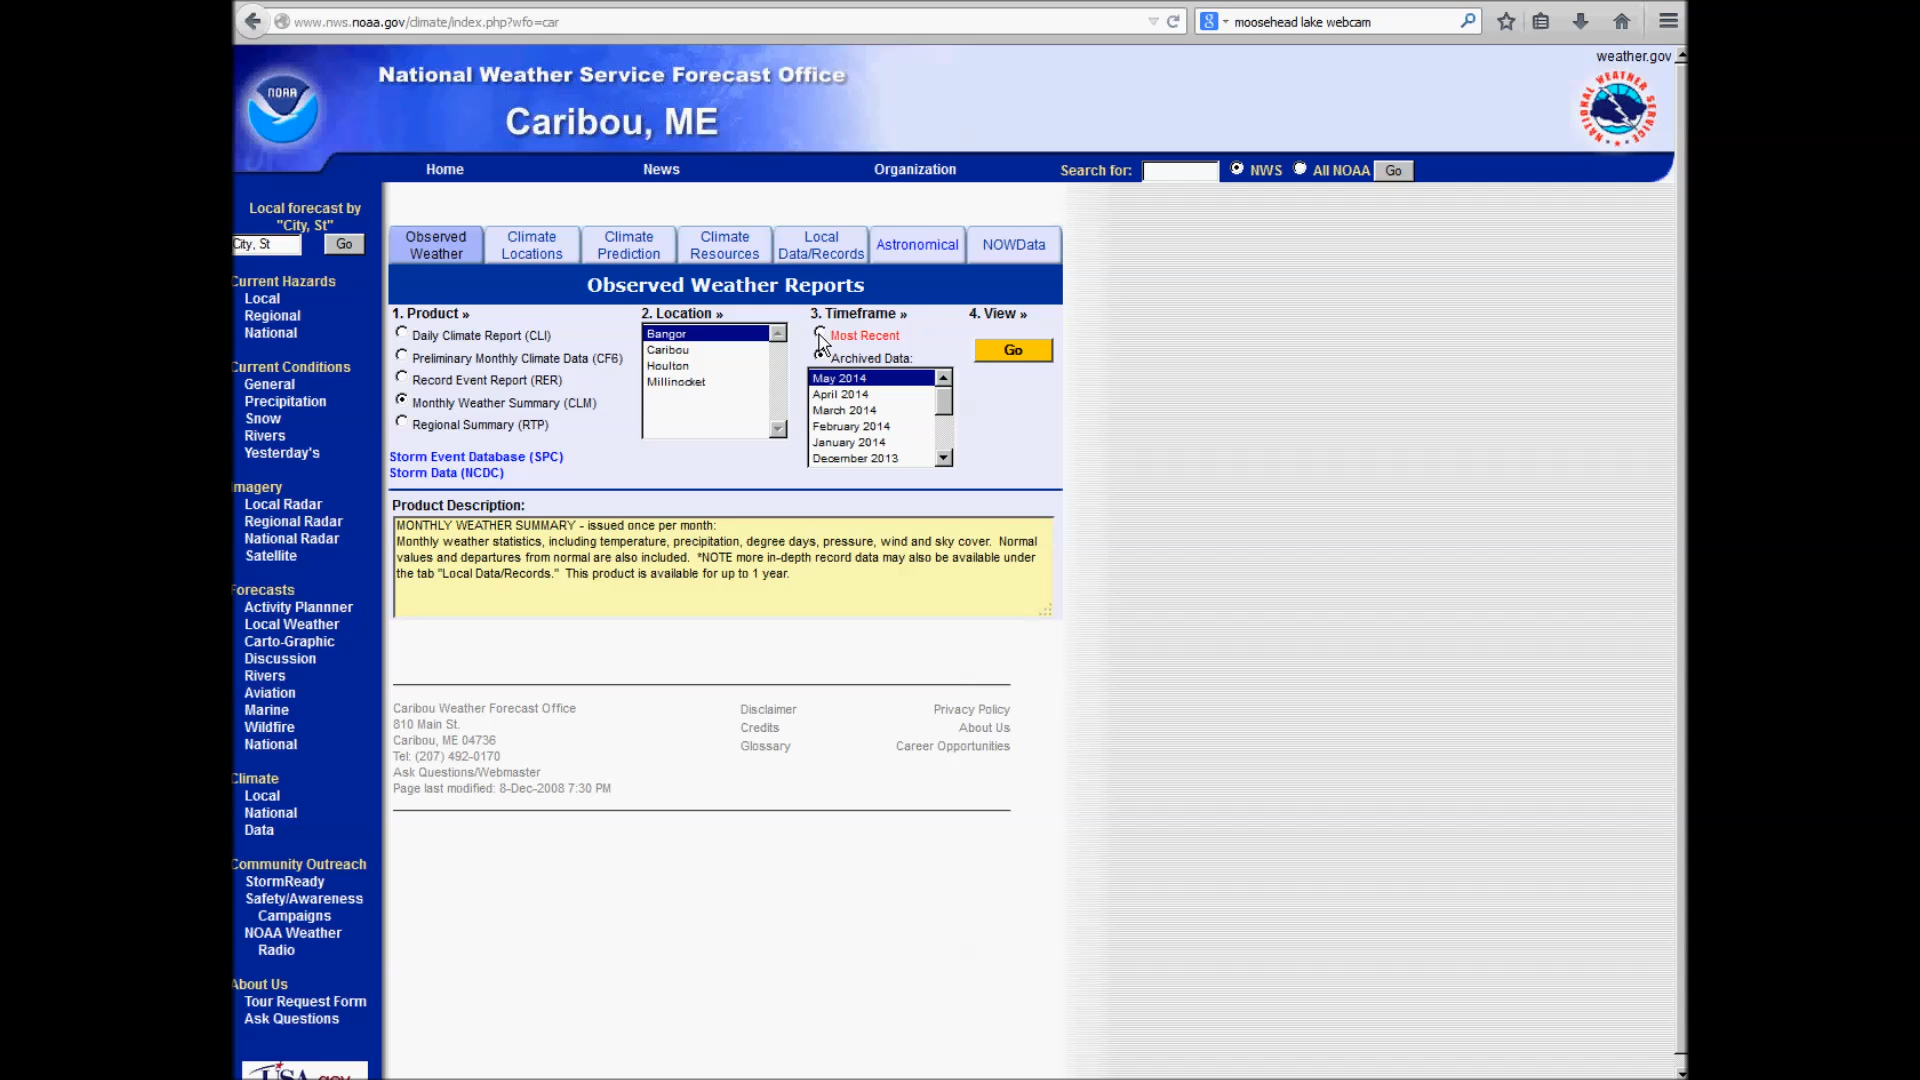 www.nws.noaa.gov/climate/index.php?wfo=car
moosehead lake webcam
weather.gov
National Weather Service Forecast Office
Caribou, ME
NOAA
NATIONAL WEATHER SERVICE
Home News Organization Search for: NWS All NOAA Go
Local forecast by
"City, St"
City, St Go
Current Hazards
Local
Regional
National
Current Conditions
General
Precipitation
Snow
Rivers
Yesterday's
Imagery
Local Radar
Regional Radar
National Radar
Satellite
Forecasts
Activity Plannner
Local Weather
Carto-Graphic
Discussion
Rivers
Aviation
Marine
Wildfire
National
Climate
Local
National
Data
Community Outreach
StormReady
Safety/Awareness
Campaigns
NOAA Weather
Radio
About Us
Tour Request Form
Ask Questions
USA.gov
Observed Weather
Climate Locations
Climate Prediction
Climate Resources
Local Data/Records
Astronomical
NOWData
Observed Weather Reports
1. Product »
Daily Climate Report (CLI)
Preliminary Monthly Climate Data (CF6)
Record Event Report (RER)
Monthly Weather Summary (CLM)
Regional Summary (RTP)
Storm Event Database (SPC)
Storm Data (NCDC)
2. Location »
Bangor
Caribou
Houlton
Millinocket
3. Timeframe »
Most Recent
Archived Data:
May 2014
April 2014
March 2014
February 2014
January 2014
December 2013
4. View »
Go
Product Description:
MONTHLY WEATHER SUMMARY - issued once per month:
Monthly weather statistics, including temperature, precipitation, degree days, pressure, wind and sky cover. Normal
values and departures from normal are also included. *NOTE more in-depth record data may also be available under
the tab "Local Data/Records." This product is available for up to 1 year.
Caribou Weather Forecast Office
810 Main St.
Caribou, ME 04736
Tel: (207) 492-0170
Ask Questions/Webmaster
Page last modified: 8-Dec-2008 7:30 PM
Disclaimer
Credits
Glossary
Privacy Policy
About Us
Career Opportunities